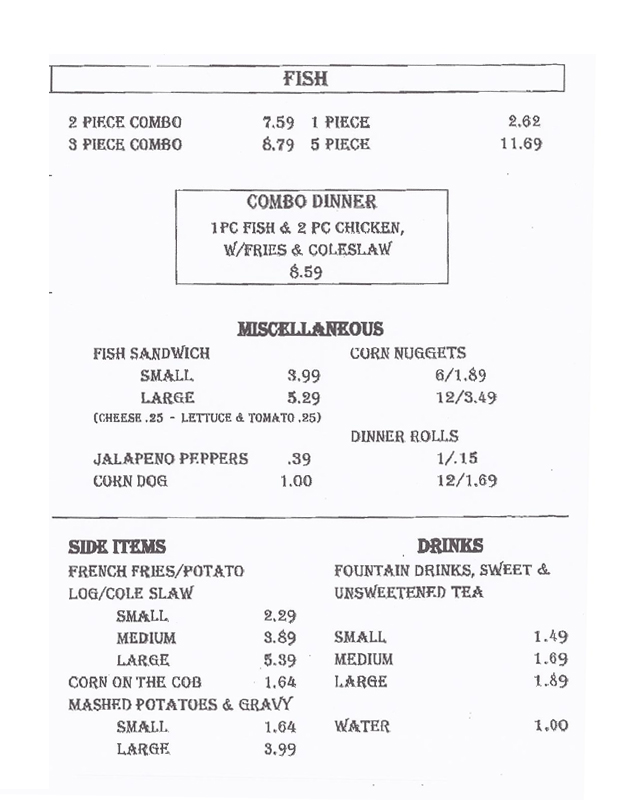 FISH
2 PIECE COMBO 7.59 1 PIECE 2.62
3 PIECE COMBO 8.79 5 PIECE 11.69
COMBO DINNER
1PC FISH & 2 PC CHICKEN,
W/FRIES & COLESLAW
8.59
MISCELLANEOUS
FISH SANDWICH CORN NUGGETS
SMALL 3.99 6/1.89
LARGE 5.29 12/3.49
(CHEESE .25 - LETTUCE & TOMATO .25)
DINNER ROLLS
JALAPENO PEPPERS .39 1/.15
CORN DOG 1.00 12/1.69
SIDE ITEMS DRINKS
FRENCH FRIES/POTATO FOUNTAIN DRINKS, SWEET &
LOG/COLE SLAW UNSWEETENED TEA
SMALL 2.29
MEDIUM 3.89 SMALL 1.49
LARGE 5.39 MEDIUM 1.69
CORN ON THE COB 1.64 LARGE 1.89
MASHED POTATOES & GRAVY
SMALL 1.64 WATER 1.00
LARGE 3.99